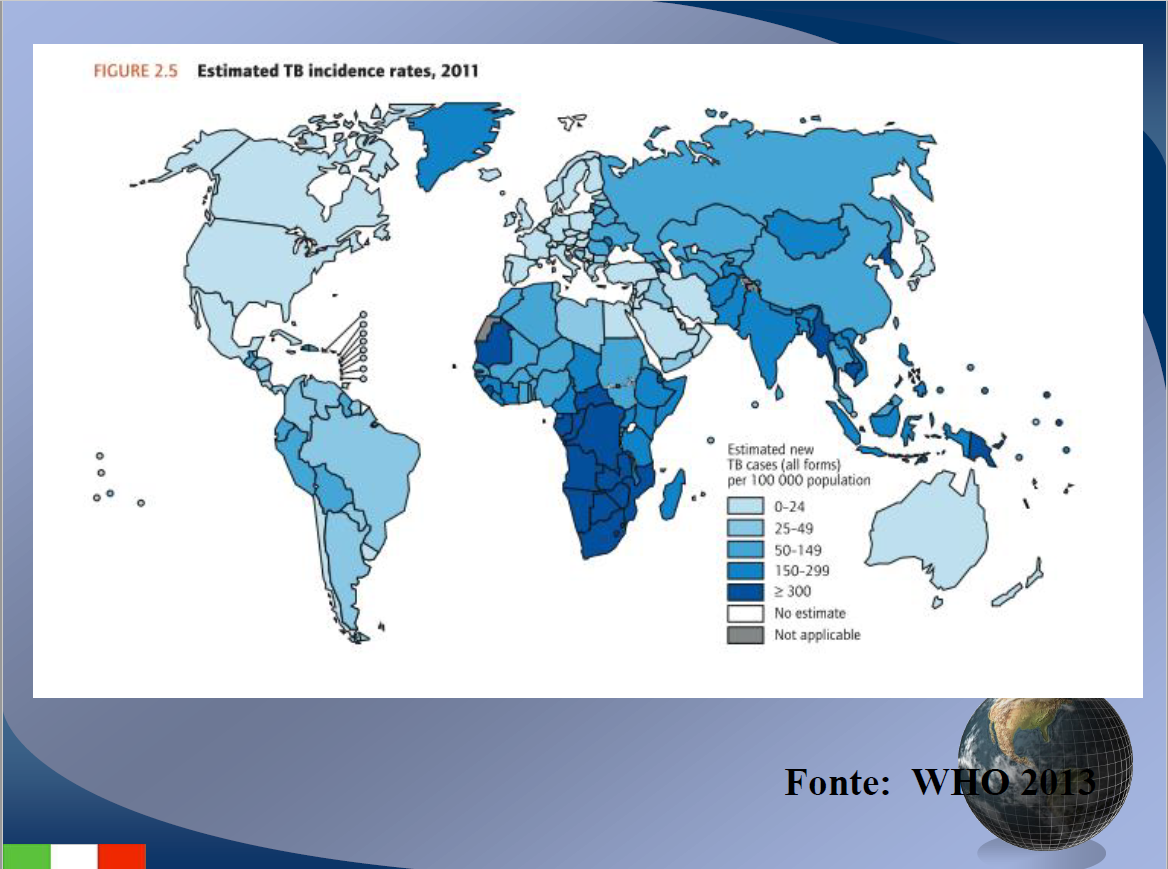 FIGURE 2.5 Estimated TB incidence rates, 2011
Estimated new
TB cases (all forms)
per 100 000 population
0–24
25–49
50–149
150–299
≥ 300
No estimate
Not applicable
Fonte: WHO 2013